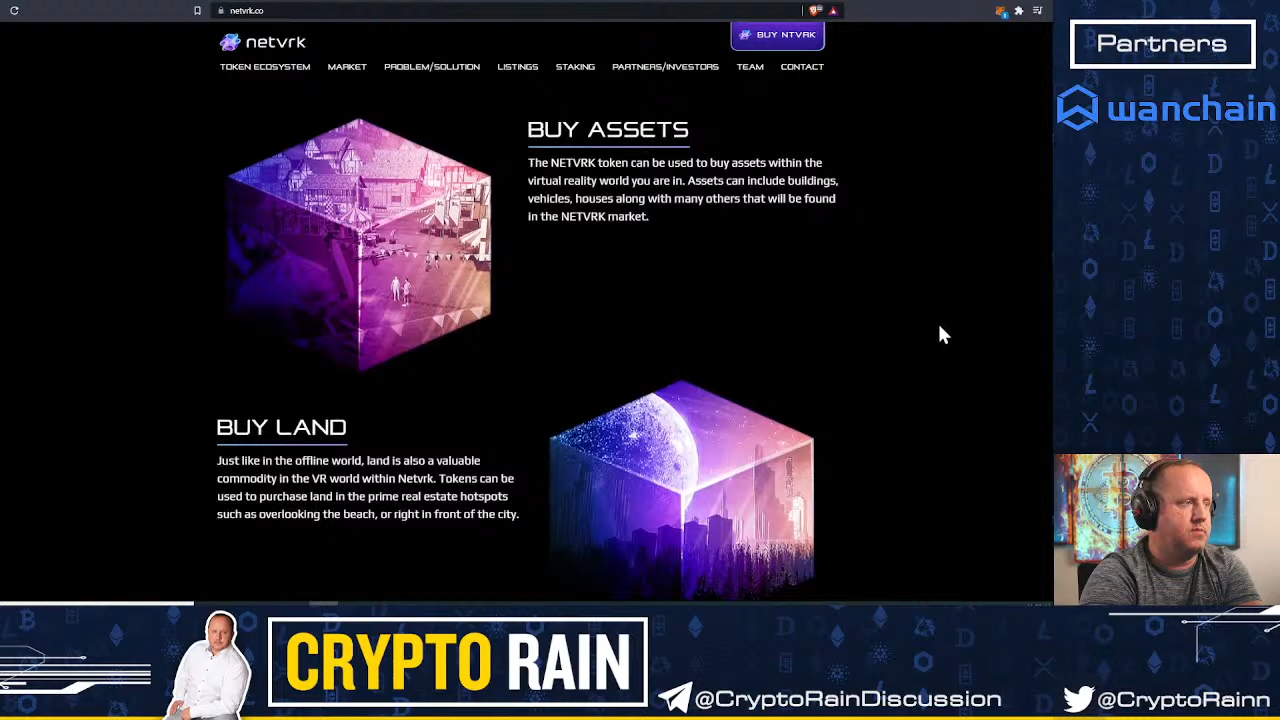 netvrk.co
Partners
netvrk
BUY NTVRK
TOKEN ECOSYSTEM MARKET PROBLEM/SOLUTION LISTINGS STAKING PARTNERS/INVESTORS TEAM CONTACT
wanchain
BUY ASSETS
The NETVRK token can be used to buy assets within the
virtual reality world you are in. Assets can include buildings,
vehicles, houses along with many others that will be found
in the NETVRK market.
BUY LAND
Just like in the offline world, land is also a valuable
commodity in the VR world within Netvrk. Tokens can be
used to purchase land in the prime real estate hotspots
such as overlooking the beach, or right in front of the city.
CRYPTO RAIN
@CryptoRainDiscussion
@CryptoRainn